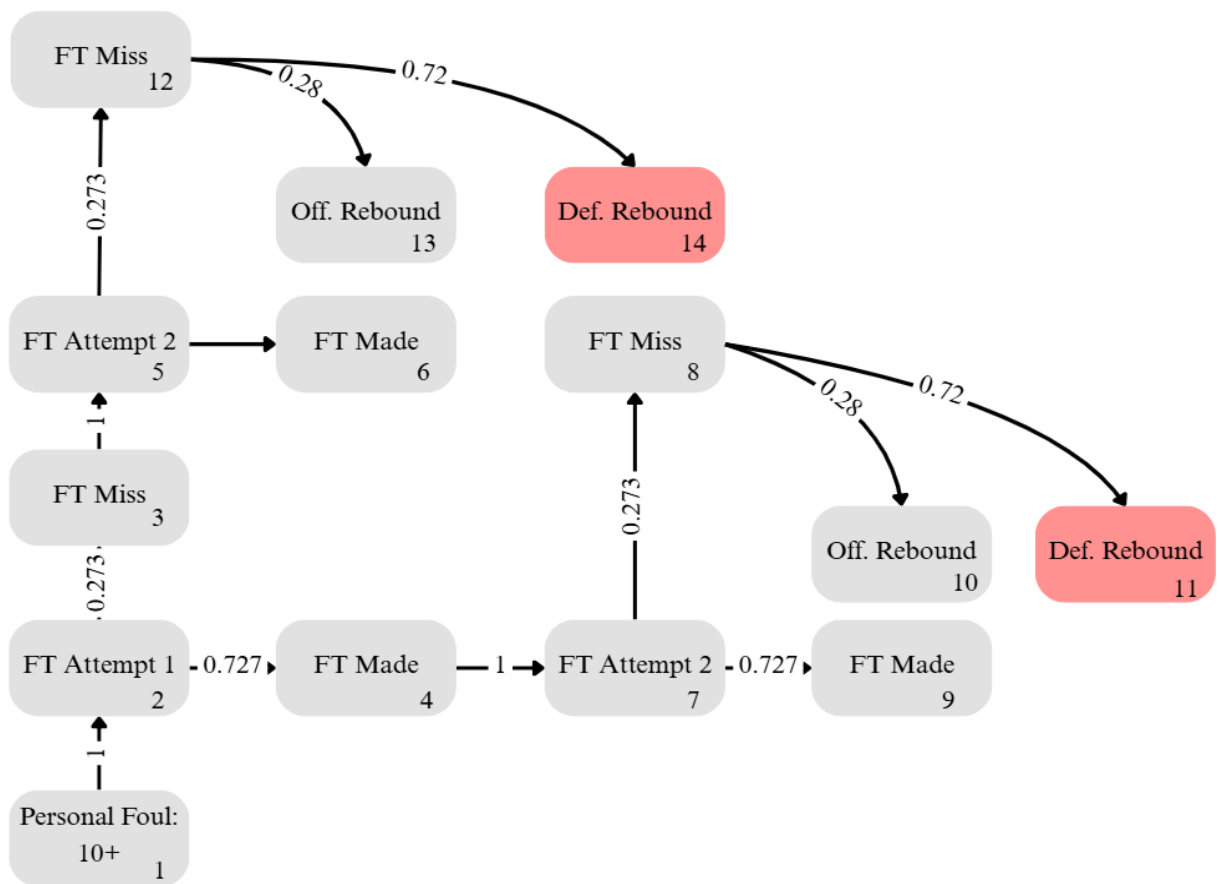 FT Miss
12
0.28
0.72
0.273
Off. Rebound
13
Def. Rebound
14
FT Attempt 2
5
FT Made
6
FT Miss
8
0.28
0.72
1
FT Miss
3
0.273
Off. Rebound
10
Def. Rebound
11
0.273
FT Attempt 1
2
0.727
FT Made
4
1
FT Attempt 2
7
0.727
FT Made
9
1
Personal Foul:
10+
1